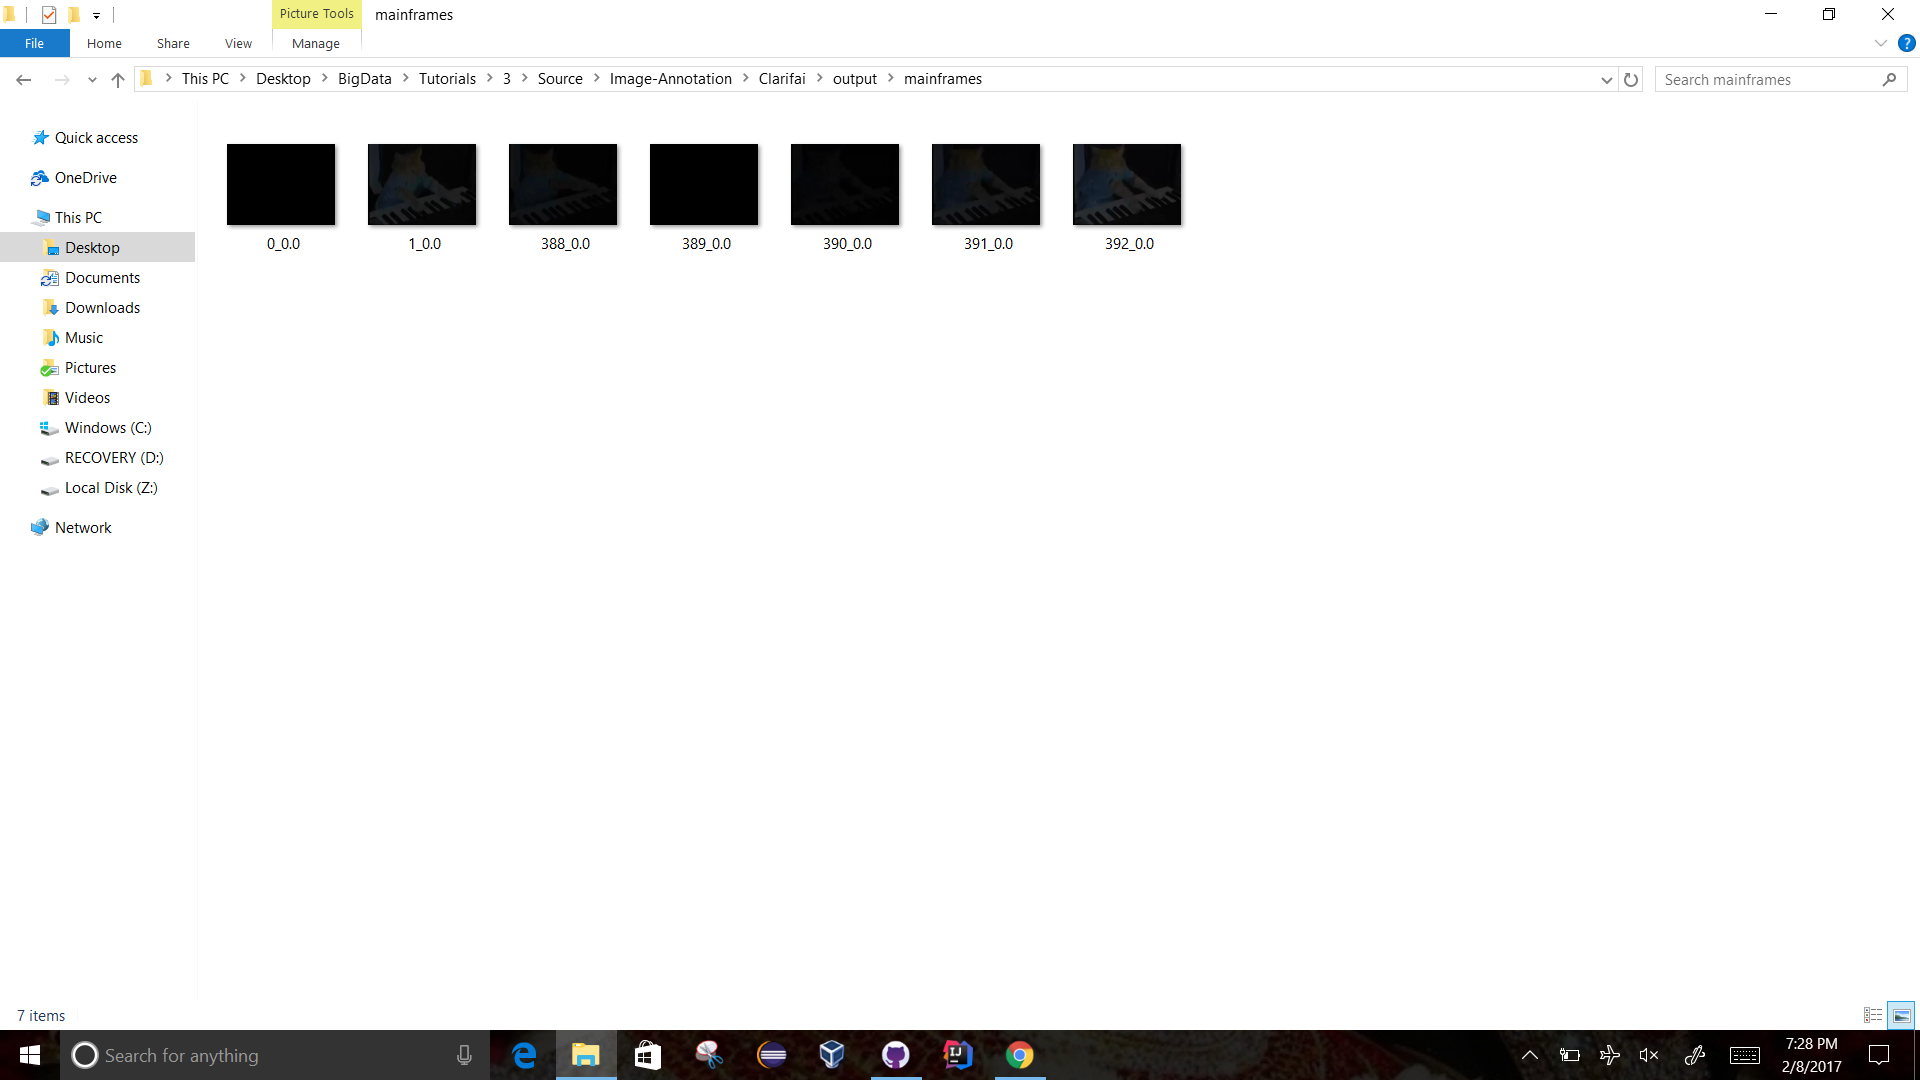 Picture Tools
mainframes
File
Home
Share
View
Manage
This PC
Desktop
BigData
Tutorials
3
Source
Image-Annotation
Clarifai
output
mainframes
Search mainframes
Quick access
OneDrive
This PC
Desktop
Documents
Downloads
Music
Pictures
Videos
Windows (C:)
RECOVERY (D:)
Local Disk (Z:)
Network
0_0.0
1_0.0
388_0.0
389_0.0
390_0.0
391_0.0
392_0.0
7 items
Search for anything
7:28 PM
2/8/2017